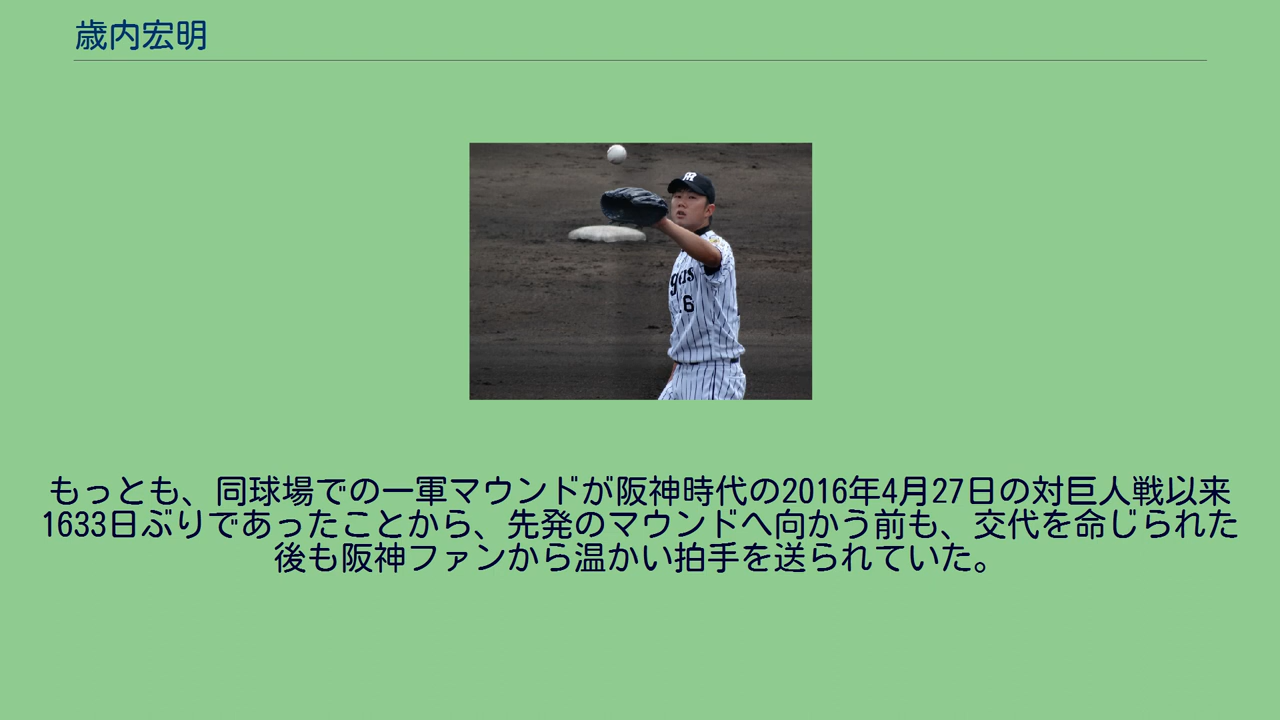 歳内宏明
gers
16
もっとも、同球場での一軍マウンドが阪神時代の2016年4月27日の対巨人戦以来
1633日ぶりであったことから、先発のマウンドへ向かう前も、交代を命じられた
後も阪神ファンから温かい拍手を送られていた。